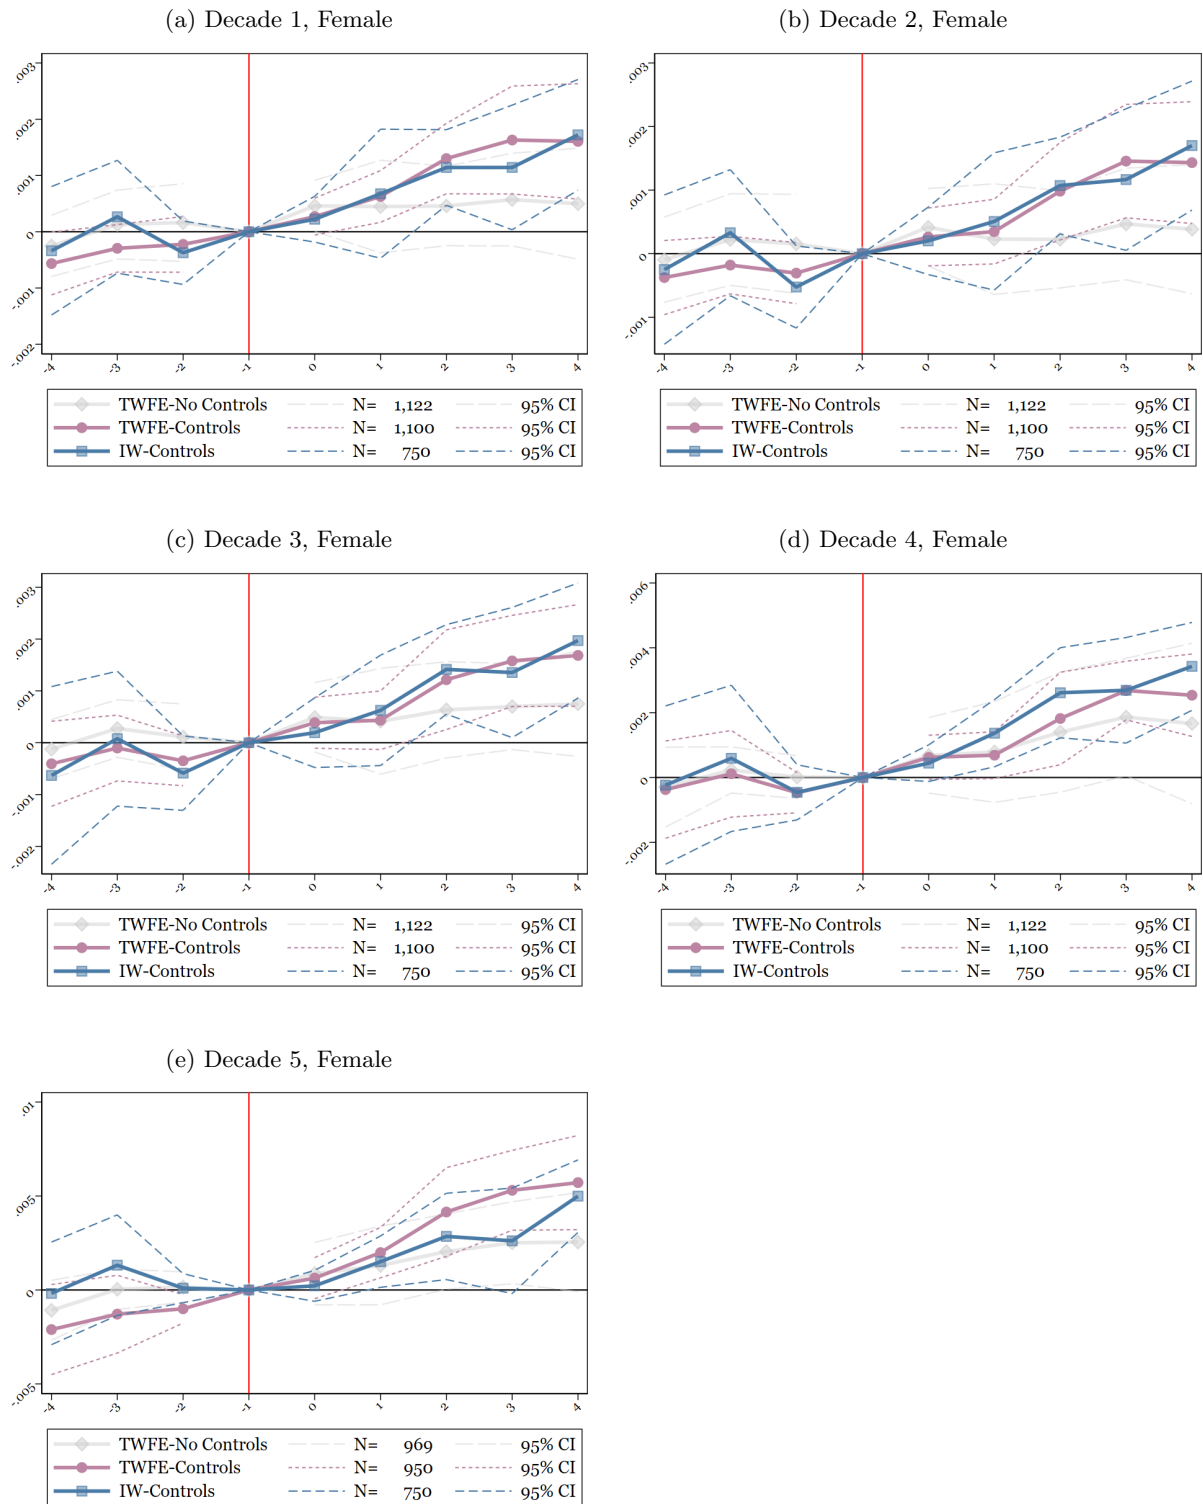 (a) Decade 1, Female
.003
.002
.001
0
-.001
-.002
-4 -3 -2 -1 0 1 2 3 4
TWFE-No Controls N= 1,122 95% CI
TWFE-Controls N= 1,100 95% CI
IW-Controls N= 750 95% CI
(b) Decade 2, Female
.003
.002
.001
0
-.001
-4 -3 -2 -1 0 1 2 3 4
TWFE-No Controls N= 1,122 95% CI
TWFE-Controls N= 1,100 95% CI
IW-Controls N= 750 95% CI
(c) Decade 3, Female
.003
.002
.001
0
-.001
-.002
-4 -3 -2 -1 0 1 2 3 4
TWFE-No Controls N= 1,122 95% CI
TWFE-Controls N= 1,100 95% CI
IW-Controls N= 750 95% CI
(d) Decade 4, Female
.006
.004
.002
0
-.002
-4 -3 -2 -1 0 1 2 3 4
TWFE-No Controls N= 1,122 95% CI
TWFE-Controls N= 1,100 95% CI
IW-Controls N= 750 95% CI
(e) Decade 5, Female
.01
.005
0
-.005
-4 -3 -2 -1 0 1 2 3 4
TWFE-No Controls N= 969 95% CI
TWFE-Controls N= 950 95% CI
IW-Controls N= 750 95% CI